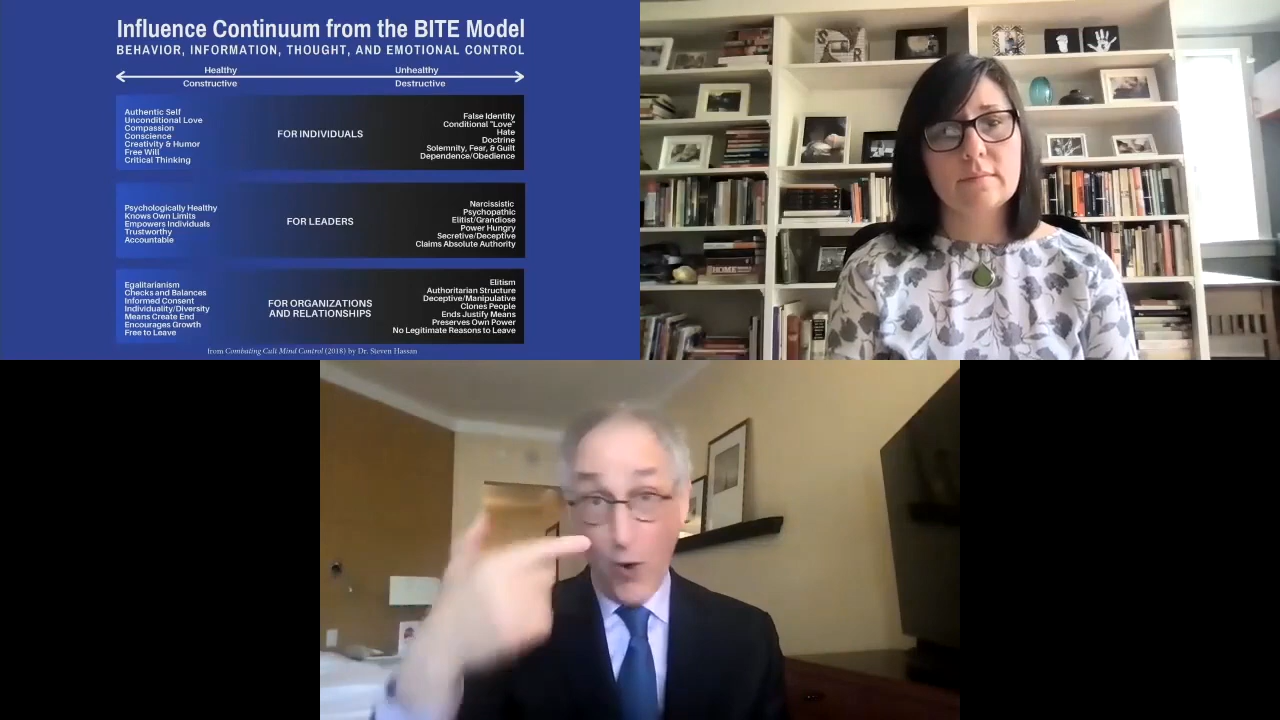 Influence Continuum from the BITE Model
BEHAVIOR, INFORMATION, THOUGHT, AND EMOTIONAL CONTROL
Healthy
Unhealthy
Constructive
Destructive
Authentic Self
Unconditional Love
Compassion
Conscience
Creativity & Humor
Free Will
Critical Thinking
FOR INDIVIDUALS
False Identity
Conditional "Love"
Hate
Doctrine
Solemnity, Fear, & Guilt
Dependence/Obedience
Psychologically Healthy
Knows Own Limits
Empowers Individuals
Trustworthy
Accountable
FOR LEADERS
Narcissistic
Psychopathic
Elitist/Grandiose
Power Hungry
Secretive/Deceptive
Claims Absolute Authority
Egalitarianism
Checks and Balances
Informed Consent
Individuality/Diversity
Means Create End
Encourages Growth
Free to Leave
FOR ORGANIZATIONS
AND RELATIONSHIPS
Elitism
Authoritarian Structure
Deceptive/Manipulative
Clones People
Ends Justify Means
Preserves Own Power
No Legitimate Reasons to Leave
from Combating Cult Mind Control (2018) by Dr. Steven Hassan
HOME